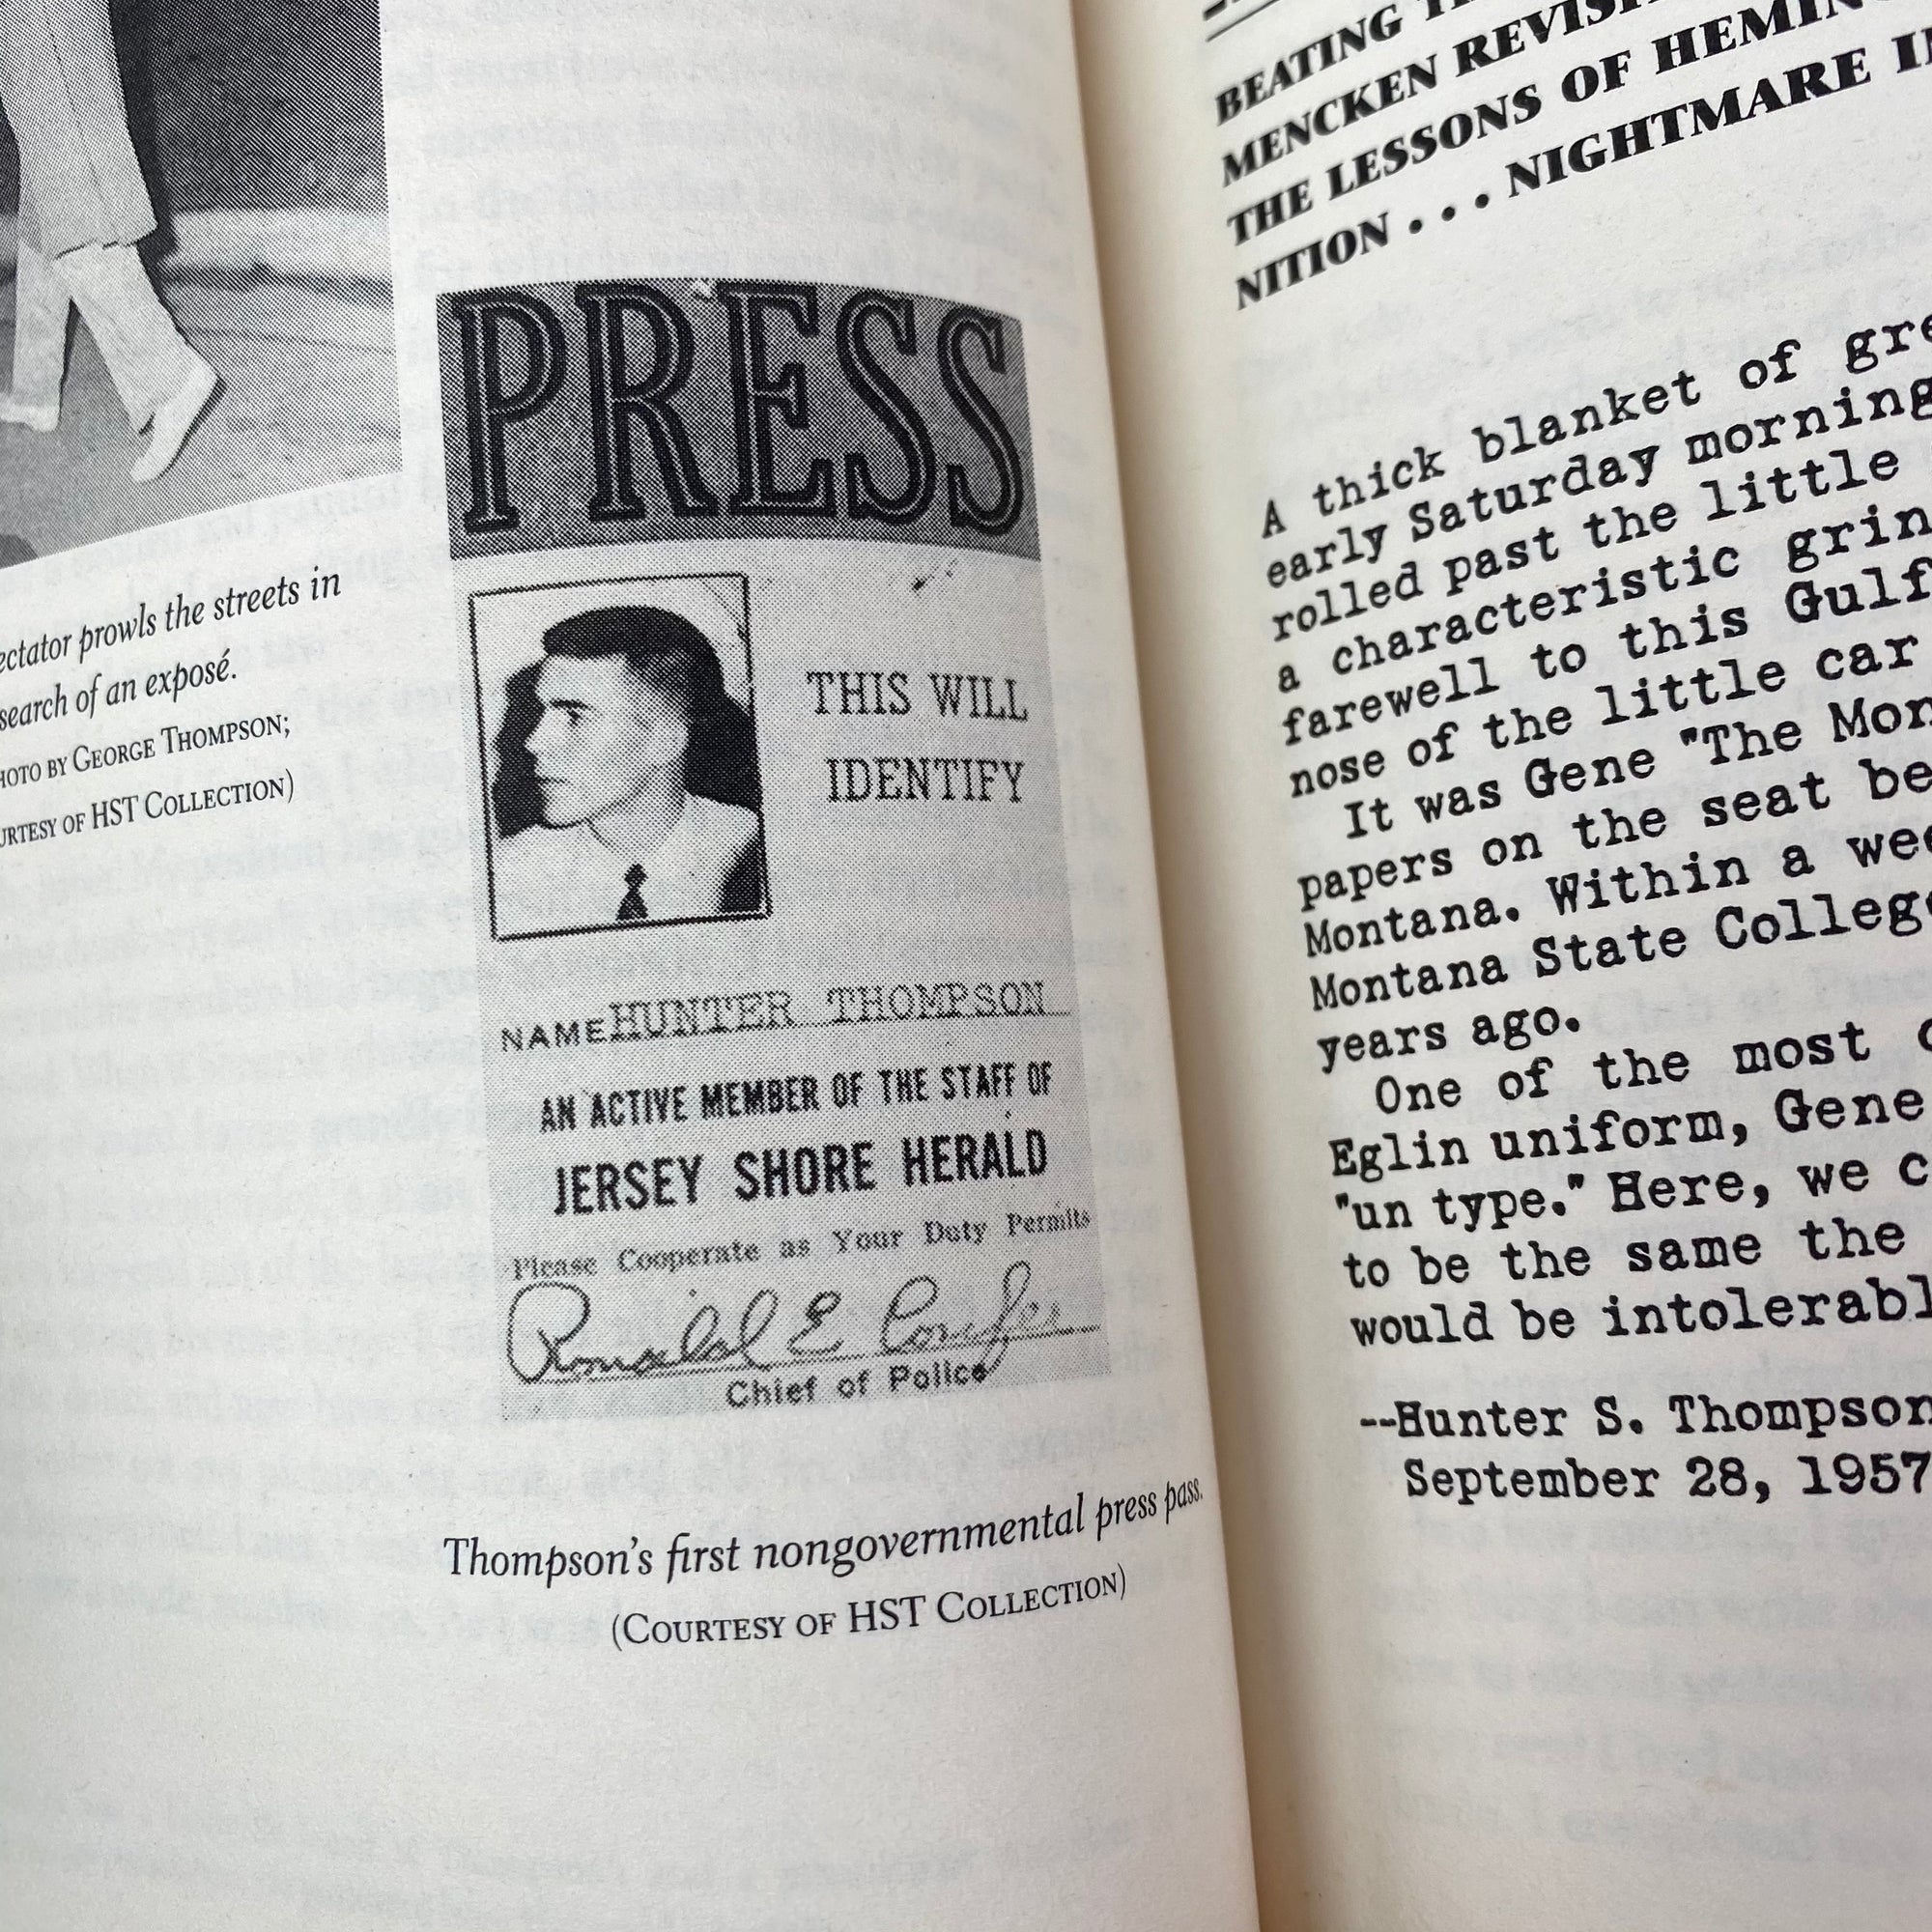 ectator prowls the streets in
search of an exposé.
HOTO BY GEORGE THOMPSON;
URTESY OF HST COLLECTION)
PRESS
THIS WILL
IDENTIFY
NAME HUNTER THOMPSON
AN ACTIVE MEMBER OF THE STAFF OF
JERSEY SHORE HERALD
Please Cooperate as Your Duty Permits
Ronald E
Chief of Police
Thompson's first nongovernmental press pass.
(COURTESY OF HST COLLECTION)
BEATING
MENCKEN REVISI
THE LESSONS OF HEMIN
NITION . . . NIGHTMARE I
A thick blanket of gre
early Saturday morning
rolled past the little
a characteristic grin
farewell to this Gulf
nose of the little car
It was Gene "The Mon
papers on the seat be
Montana. Within a wee
Montana State College
years ago.
One of the most
Eglin uniform, Gene
"un type." Here, we c
to be the same the
would be intolerabl
--Hunter S. Thompson
September 28, 1957